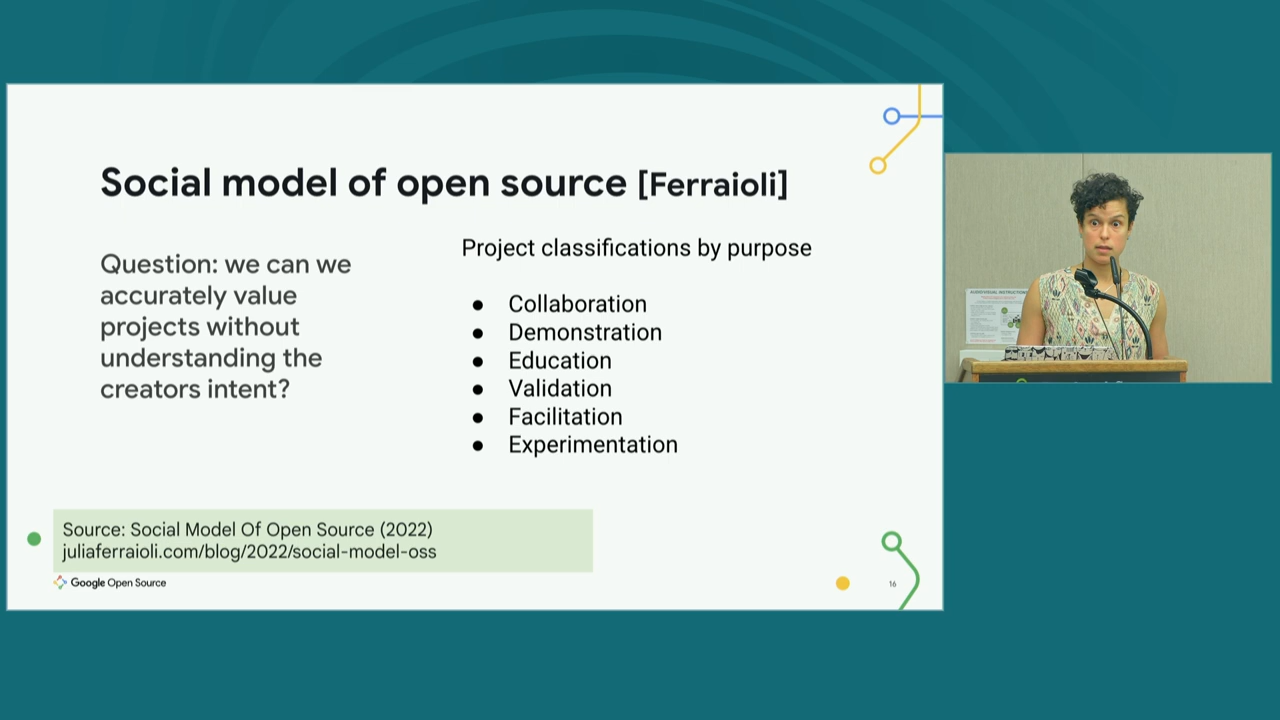 Social model of open source [Ferraioli]
Question: we can we
accurately value
projects without
understanding the
creators intent?
Project classifications by purpose
● Collaboration
● Demonstration
● Education
● Validation
● Facilitation
● Experimentation
Source: Social Model Of Open Source (2022)
juliaferraioli.com/blog/2022/social-model-oss
Google Open Source
16
AUDIOVISUAL INSTRUCTIONS